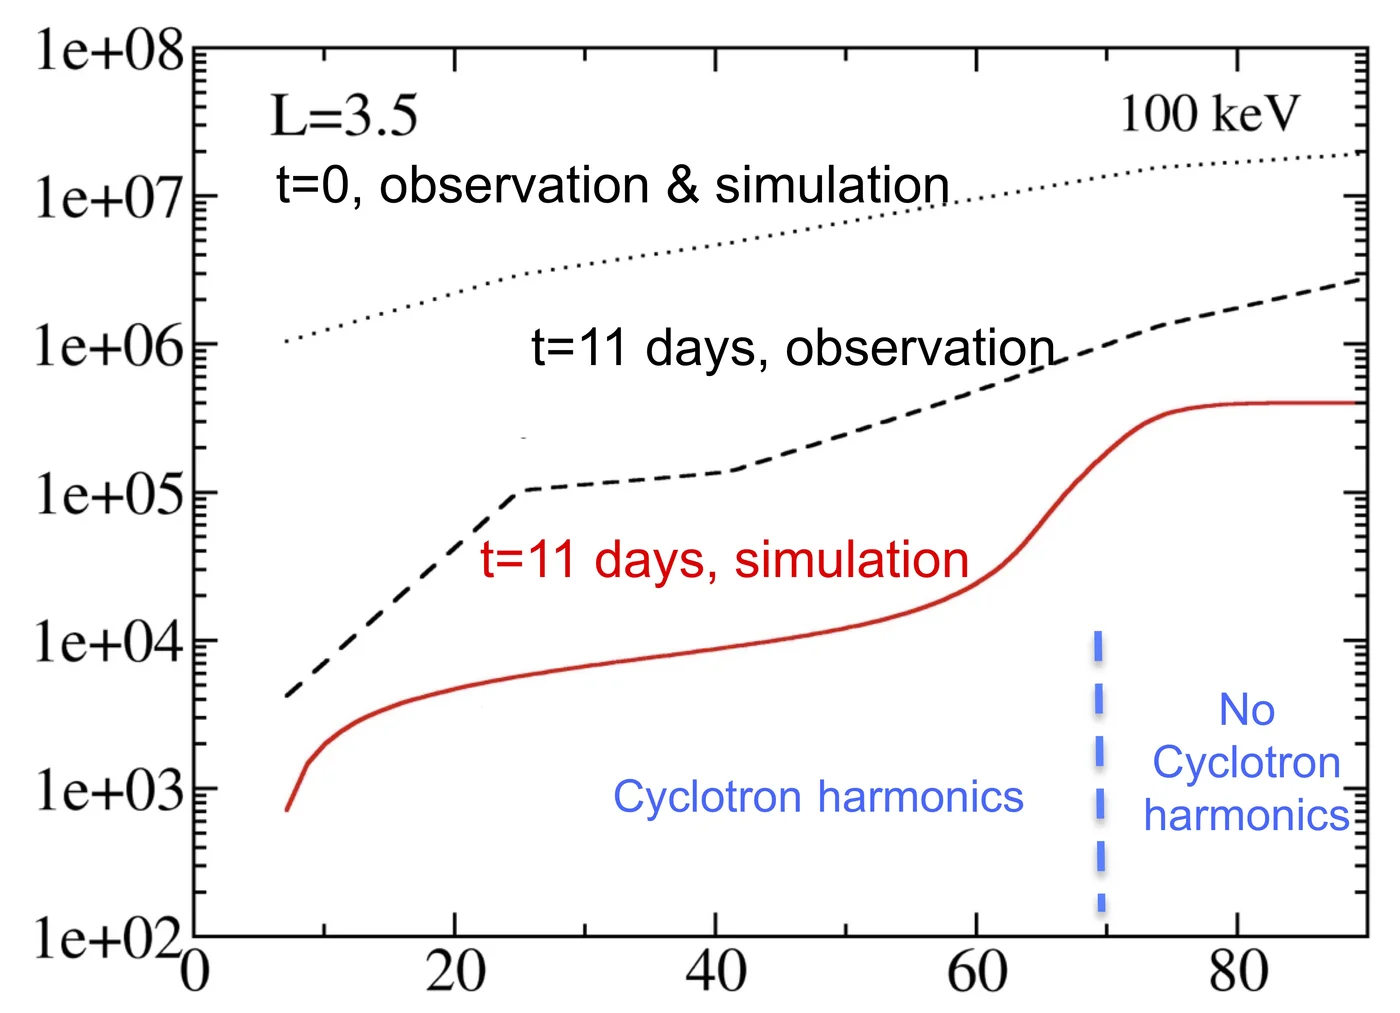 1e+08
L=3.5
100 keV
t=0, observation & simulation
1e+07
t=11 days, observation
1e+06
1e+05
t=11 days, simulation
1e+04
No
Cyclotron
harmonics
Cyclotron harmonics
1e+03
1e+02
0
20
40
60
80